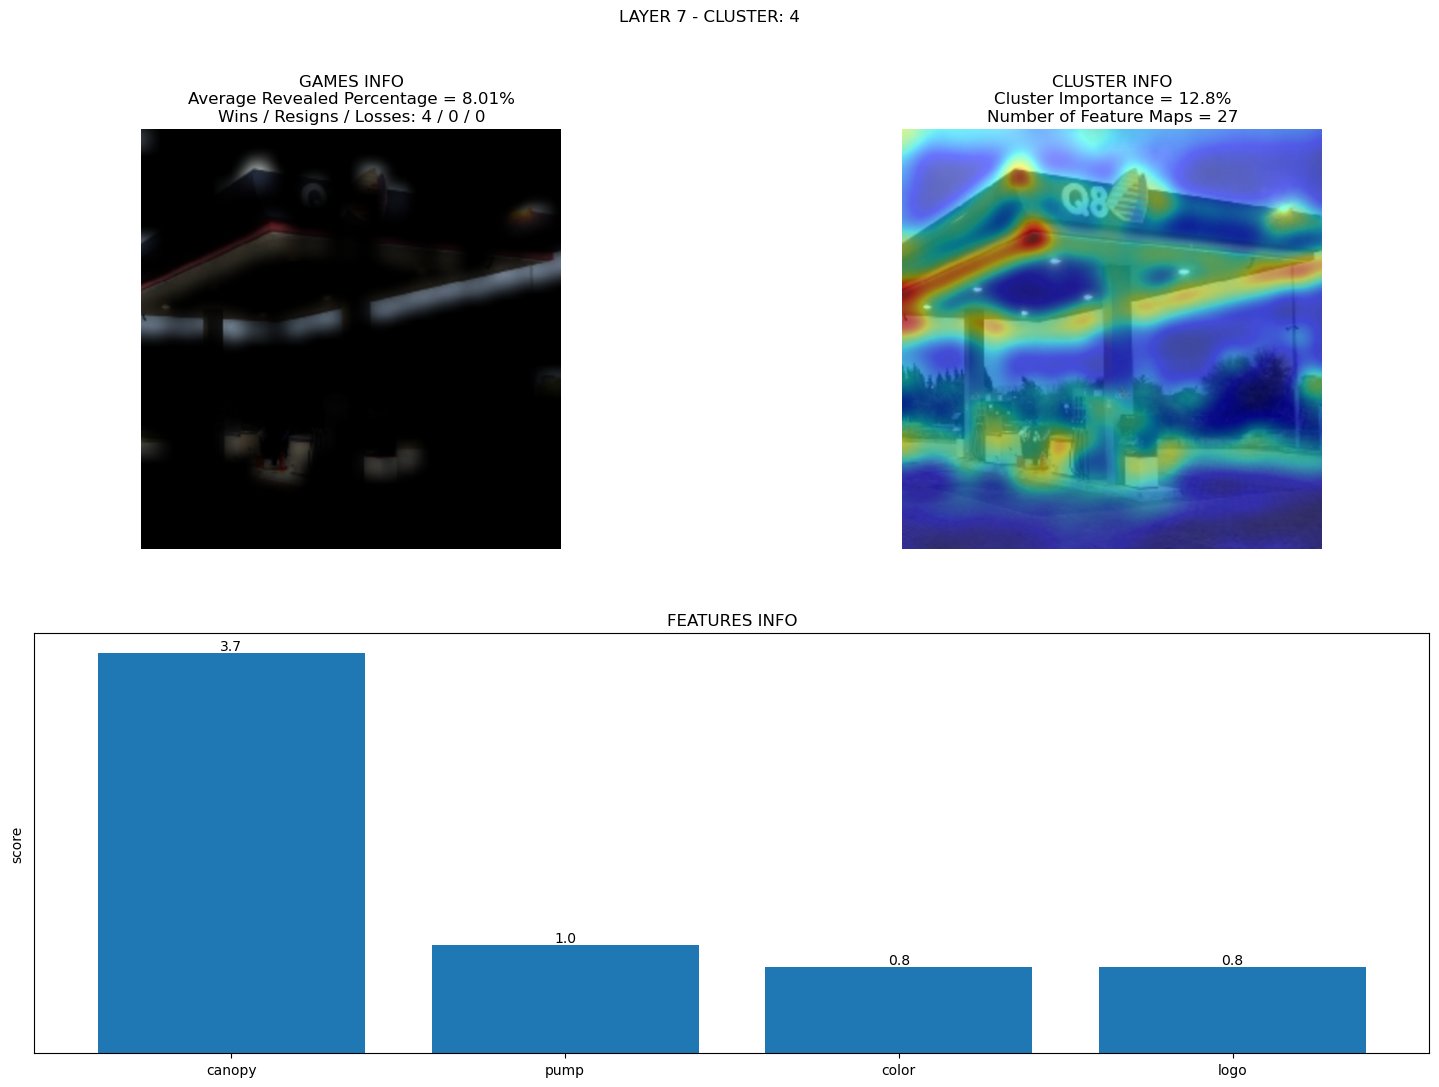 LAYER 7 - CLUSTER: 4
GAMES INFO
Average Revealed Percentage = 8.01%
Wins / Resigns / Losses: 4 / 0 / 0
CLUSTER INFO
Cluster Importance = 12.8%
Number of Feature Maps = 27
Q8
FEATURES INFO
score
3.7
1.0
0.8
0.8
canopy
pump
color
logo